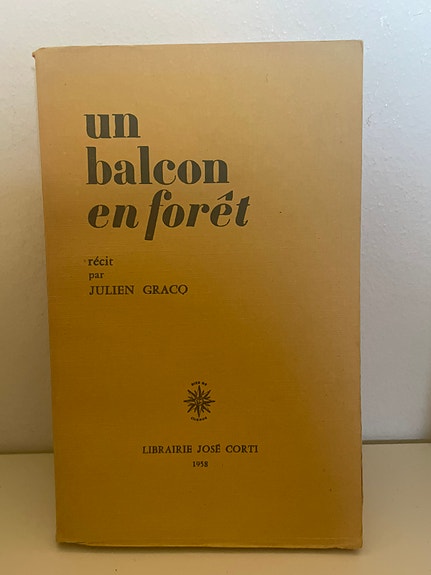 un
balcon
en forêt
récit
par
JULIEN GRACQ
LIBRAIRIE JOSÉ CORTI
1958